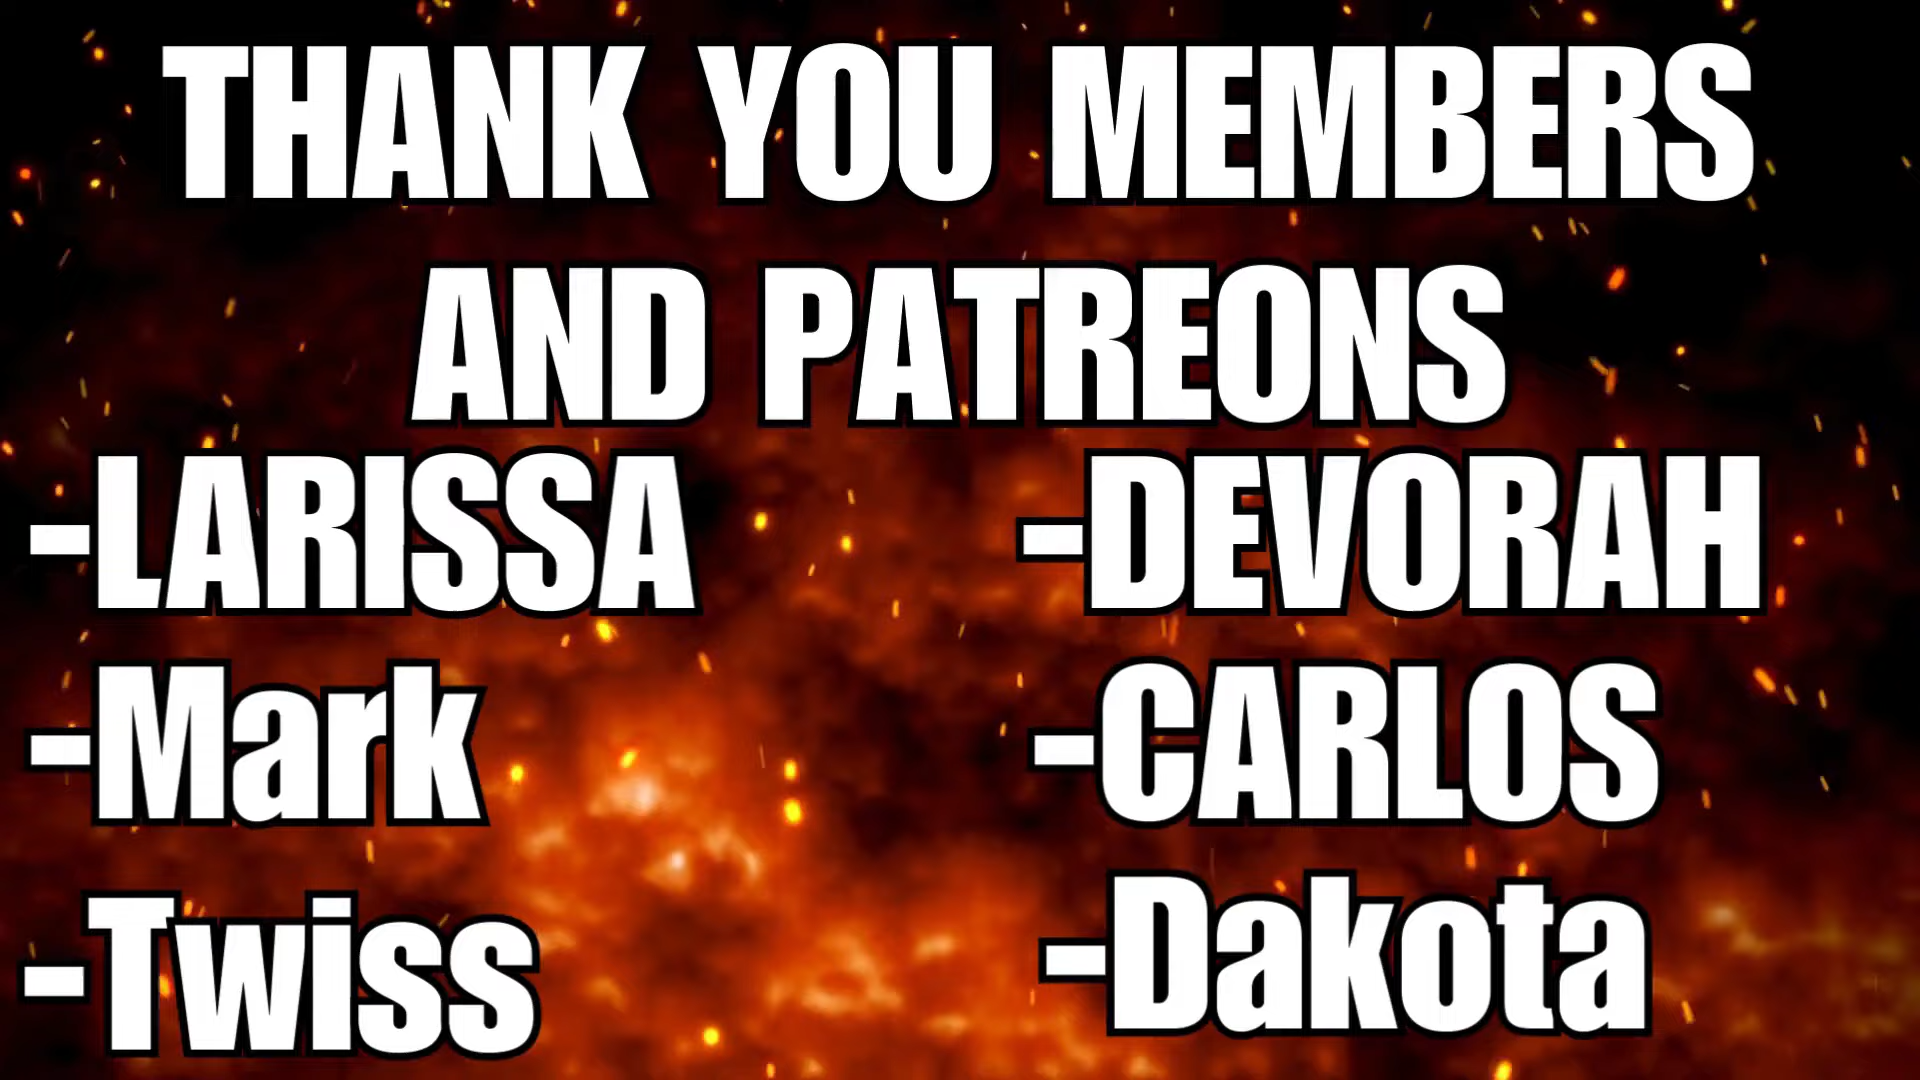 THANK YOU MEMBERS
AND PATREONS
-LARISSA
-Mark
-Twiss
-DEVORAH
-CARLOS
-Dakota